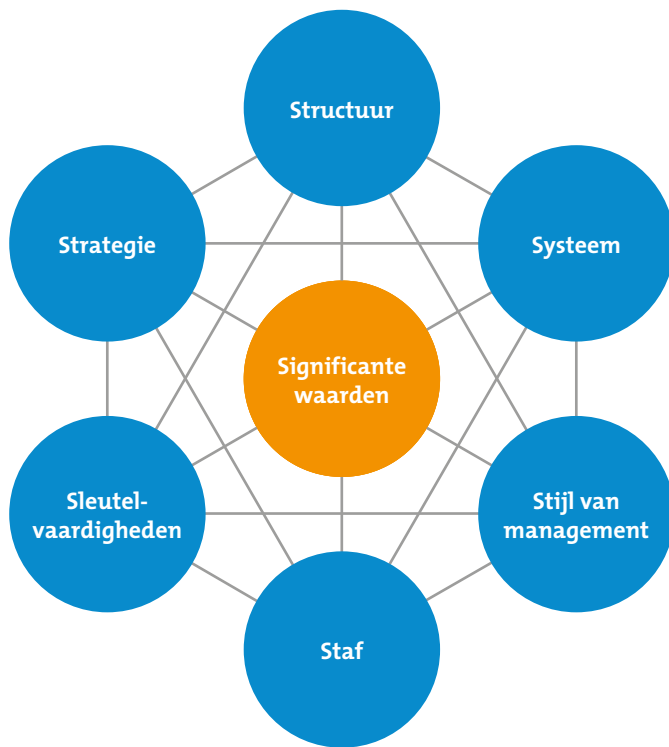 Structuur
Strategie
Systeem
Significante
waarden
Sleutel-
vaardigheden
Stijl van
management
Staf